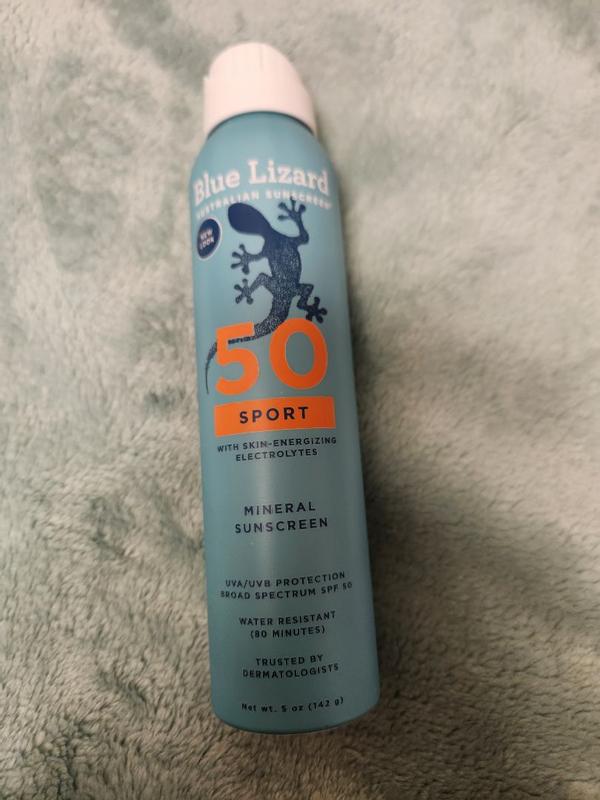 Blue Lizard
AUSTRALIAN SUNSCREEN
NEW
LOOK
50
SPORT
WITH SKIN-ENERGIZING
ELECTROLYTES
MINERAL
SUNSCREEN
UVA/UVB PROTECTION
BROAD SPECTRUM SPF 50
WATER RESISTANT
(80 MINUTES)
TRUSTED BY
DERMATOLOGISTS
Net wt. 5 oz (142 g)